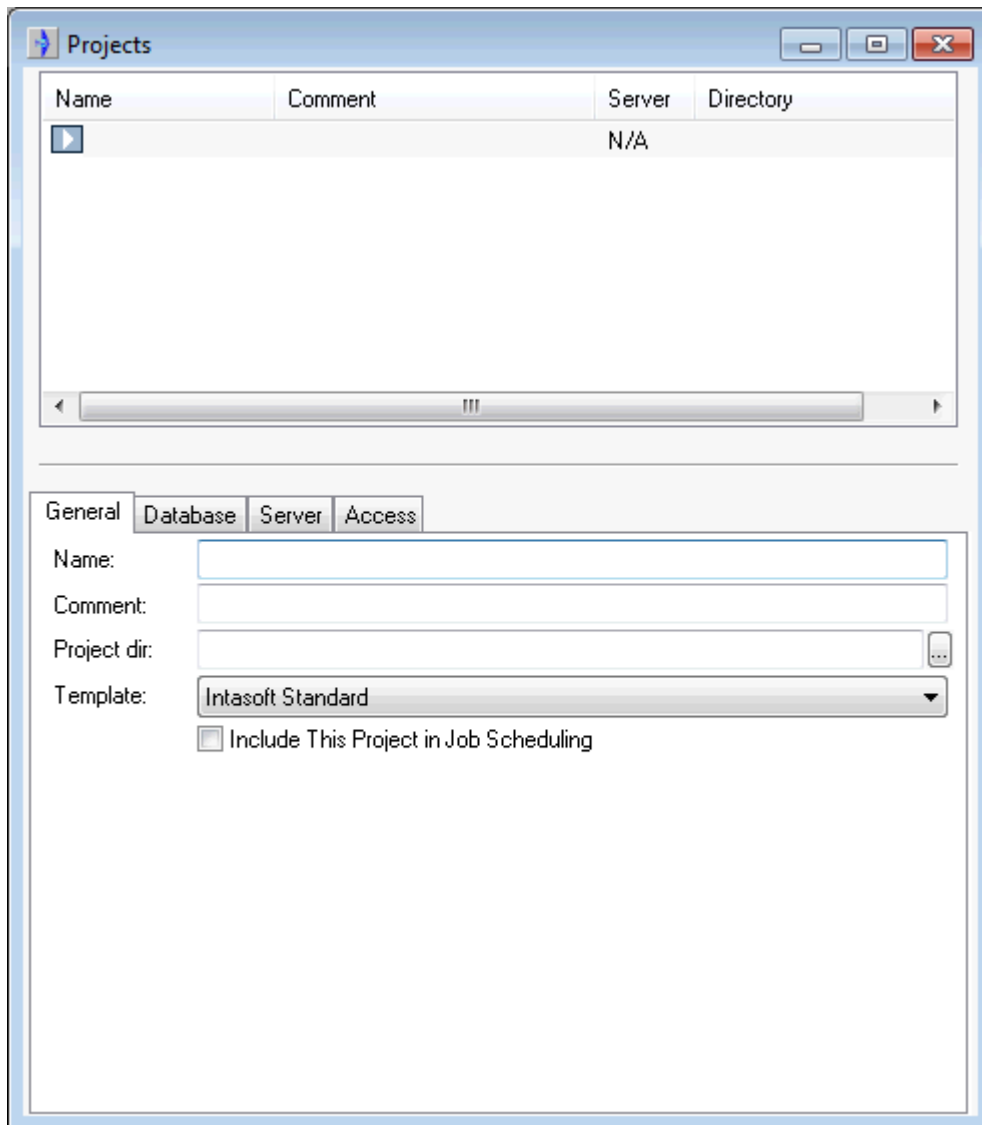 Projects
Name Comment Server Directory
N/A
General Database Server Access
Name:
Comment:
Project dir:
...
Template: Intasoft Standard
Include This Project in Job Scheduling